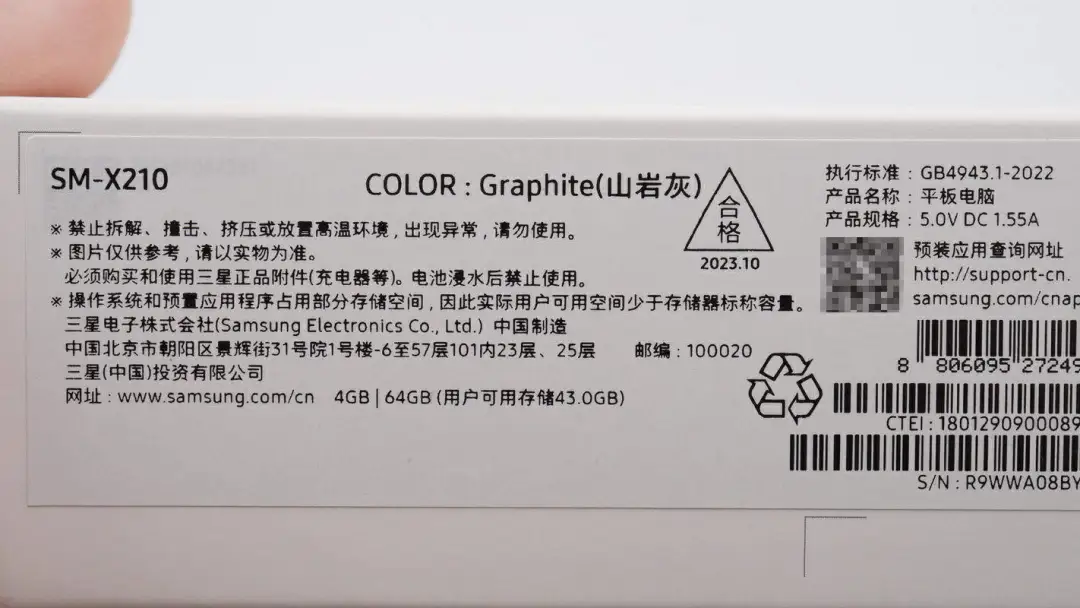 SM-X210
COLOR : Graphite(山岩灰)
合
格
2023.10
※ 禁止拆解、撞击、挤压或放置高温环境，出现异常，请勿使用。
※ 图片仅供参考，请以实物为准。
必须购买和使用三星正品附件(充电器等)。电池浸水后禁止使用。
※ 操作系统和预置应用程序占用部分存储空间，因此实际用户可用空间少于存储器标称容量。
三星电子株式会社(Samsung Electronics Co., Ltd.) 中国制造
中国北京市朝阳区景辉街31号院1号楼-6至57层101内23层、25层 邮编 : 100020
三星(中国)投资有限公司
网址 : www.samsung.com/cn 4GB | 64GB (用户可用存储43.0GB)
执行标准 : GB4943.1-2022
产品名称 : 平板电脑
产品规格 : 5.0V DC 1.55A
预装应用查询网址
http://support-cn.
samsung.com/cnap
8 806095 27249
CTEI : 1801290900089
S/N : R9WWA08BY